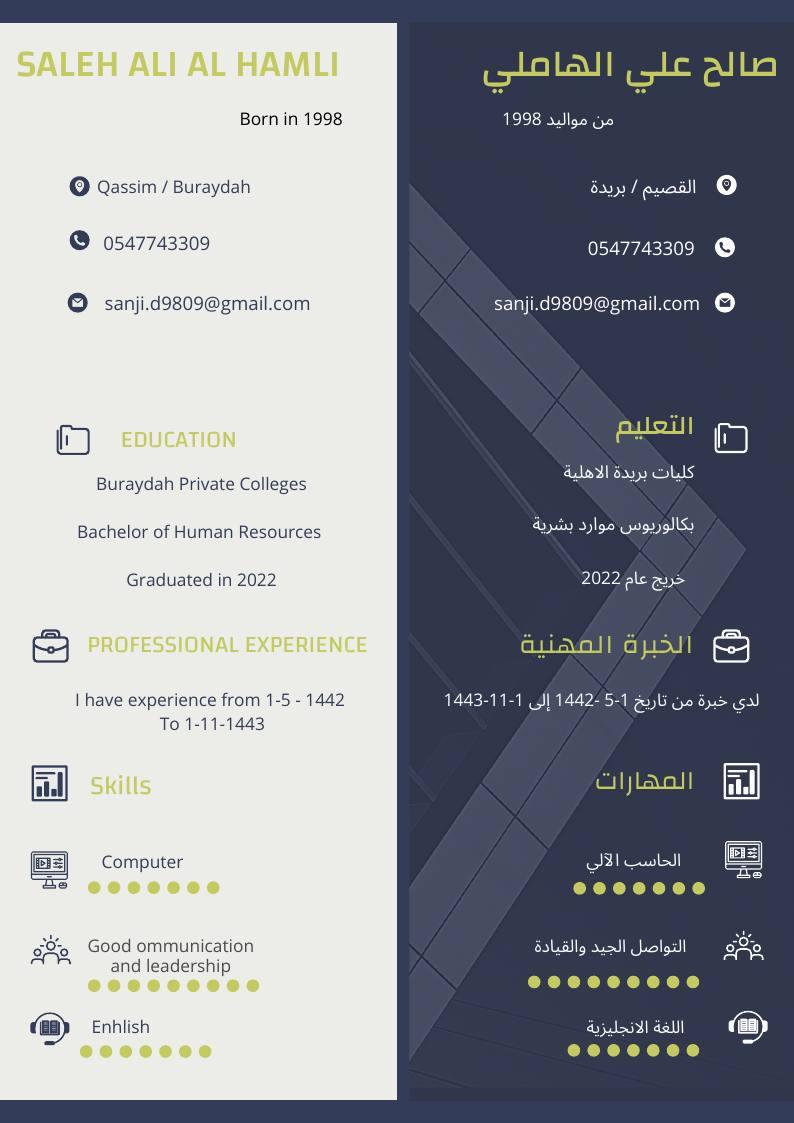 SALEH ALI AL HAMLI
Born in 1998
Qassim / Buraydah
0547743309
sanji.d9809@gmail.com
EDUCATION
Buraydah Private Colleges
Bachelor of Human Resources
Graduated in 2022
PROFESSIONAL EXPERIENCE
I have experience from 1-5 - 1442
To 1-11-1443
Skills
Computer
Good ommunication
and leadership
Enhlish
صالح علي الهاملي
من مواليد 1998
القصيم / بريدة
0547743309
sanji.d9809@gmail.com
التعليم
كليات بريدة الاهلية
بكالوريوس موارد بشرية
خريج عام 2022
الخبرة المهنية
لدي خبرة من تاريخ 1-5 -1442 إلى 1-11-1443
المهارات
الحاسب الآلي
التواصل الجيد والقيادة
اللغة الانجليزية